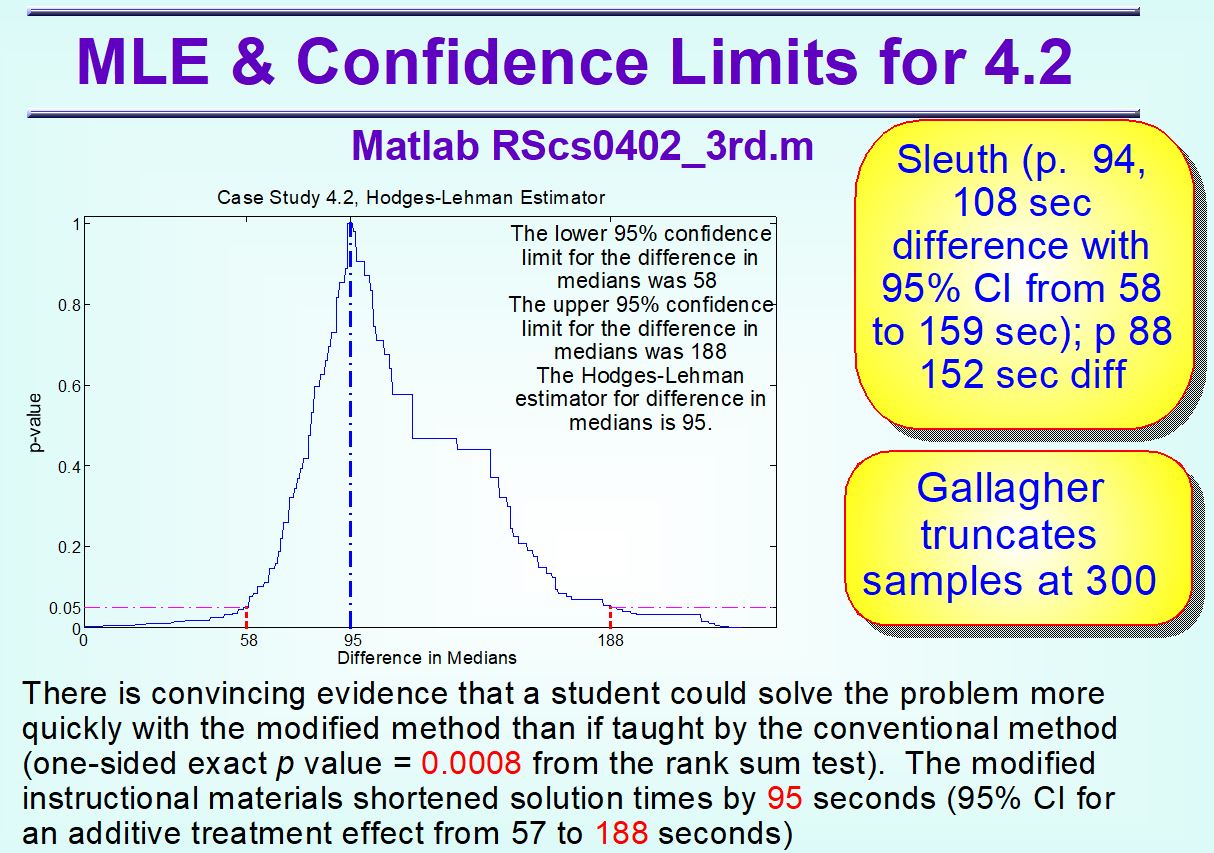 MLE & Confidence Limits for 4.2
Matlab RScs0402_3rd.m
Case Study 4.2, Hodges-Lehman Estimator
The lower 95% confidence
limit for the difference in
medians was 58
The upper 95% confidence
limit for the difference in
medians was 188
The Hodges-Lehman
estimator for difference in
medians is 95.
p-value
1
0.8
0.6
0.4
0.2
0.05
0
0
58
95
188
Difference in Medians
Sleuth (p. 94,
108 sec
difference with
95% CI from 58
to 159 sec); p 88
152 sec diff
Gallagher
truncates
samples at 300
There is convincing evidence that a student could solve the problem more
quickly with the modified method than if taught by the conventional method
(one-sided exact p value = 0.0008 from the rank sum test). The modified
instructional materials shortened solution times by 95 seconds (95% CI for
an additive treatment effect from 57 to 188 seconds)